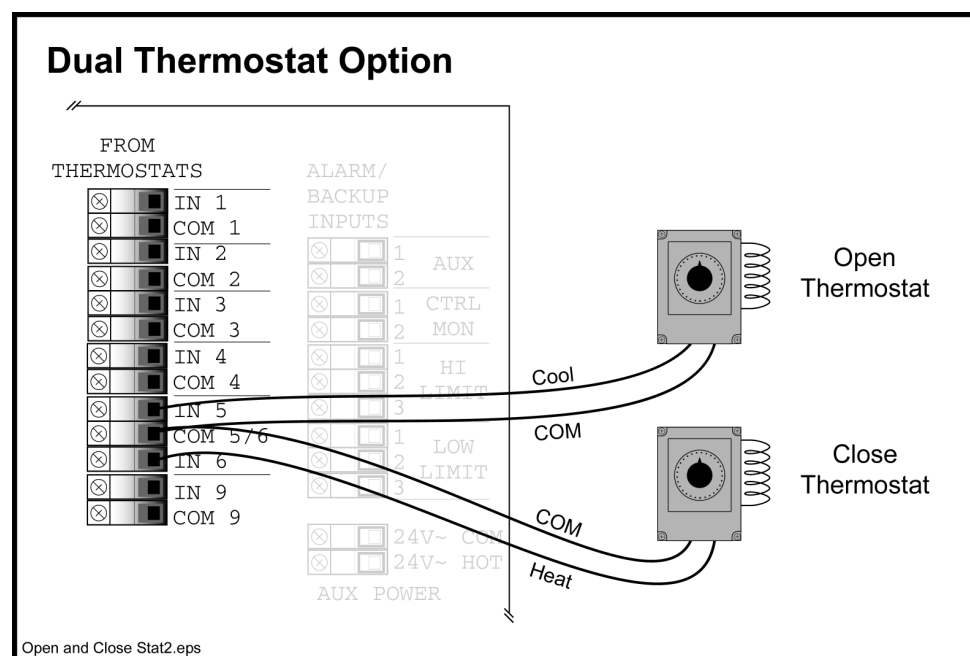 Dual Thermostat Option
FROM
THERMOSTATS
IN 1
COM 1
IN 2
COM 2
IN 3
COM 3
IN 4
COM 4
IN 5
COM 5/6
IN 6
IN 9
COM 9
ALARM/
BACKUP
INPUTS
1
2
AUX
1
2
CTRL
MON
1
2
3
HI
LIMIT
1
2
3
LOW
LIMIT
24V~ COM
24V~ HOT
AUX POWER
Cool
COM
COM
Heat
Open
Thermostat
Close
Thermostat
Open and Close Stat2.eps